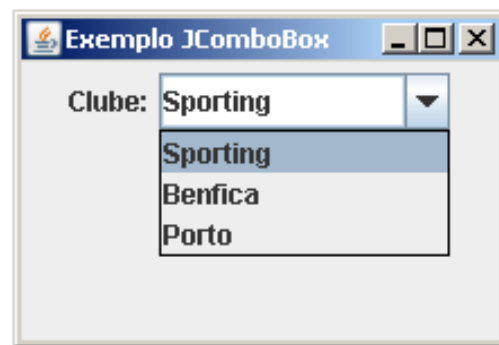 Exemplo JComboBox
Clube: Sporting
Sporting
Benfica
Porto